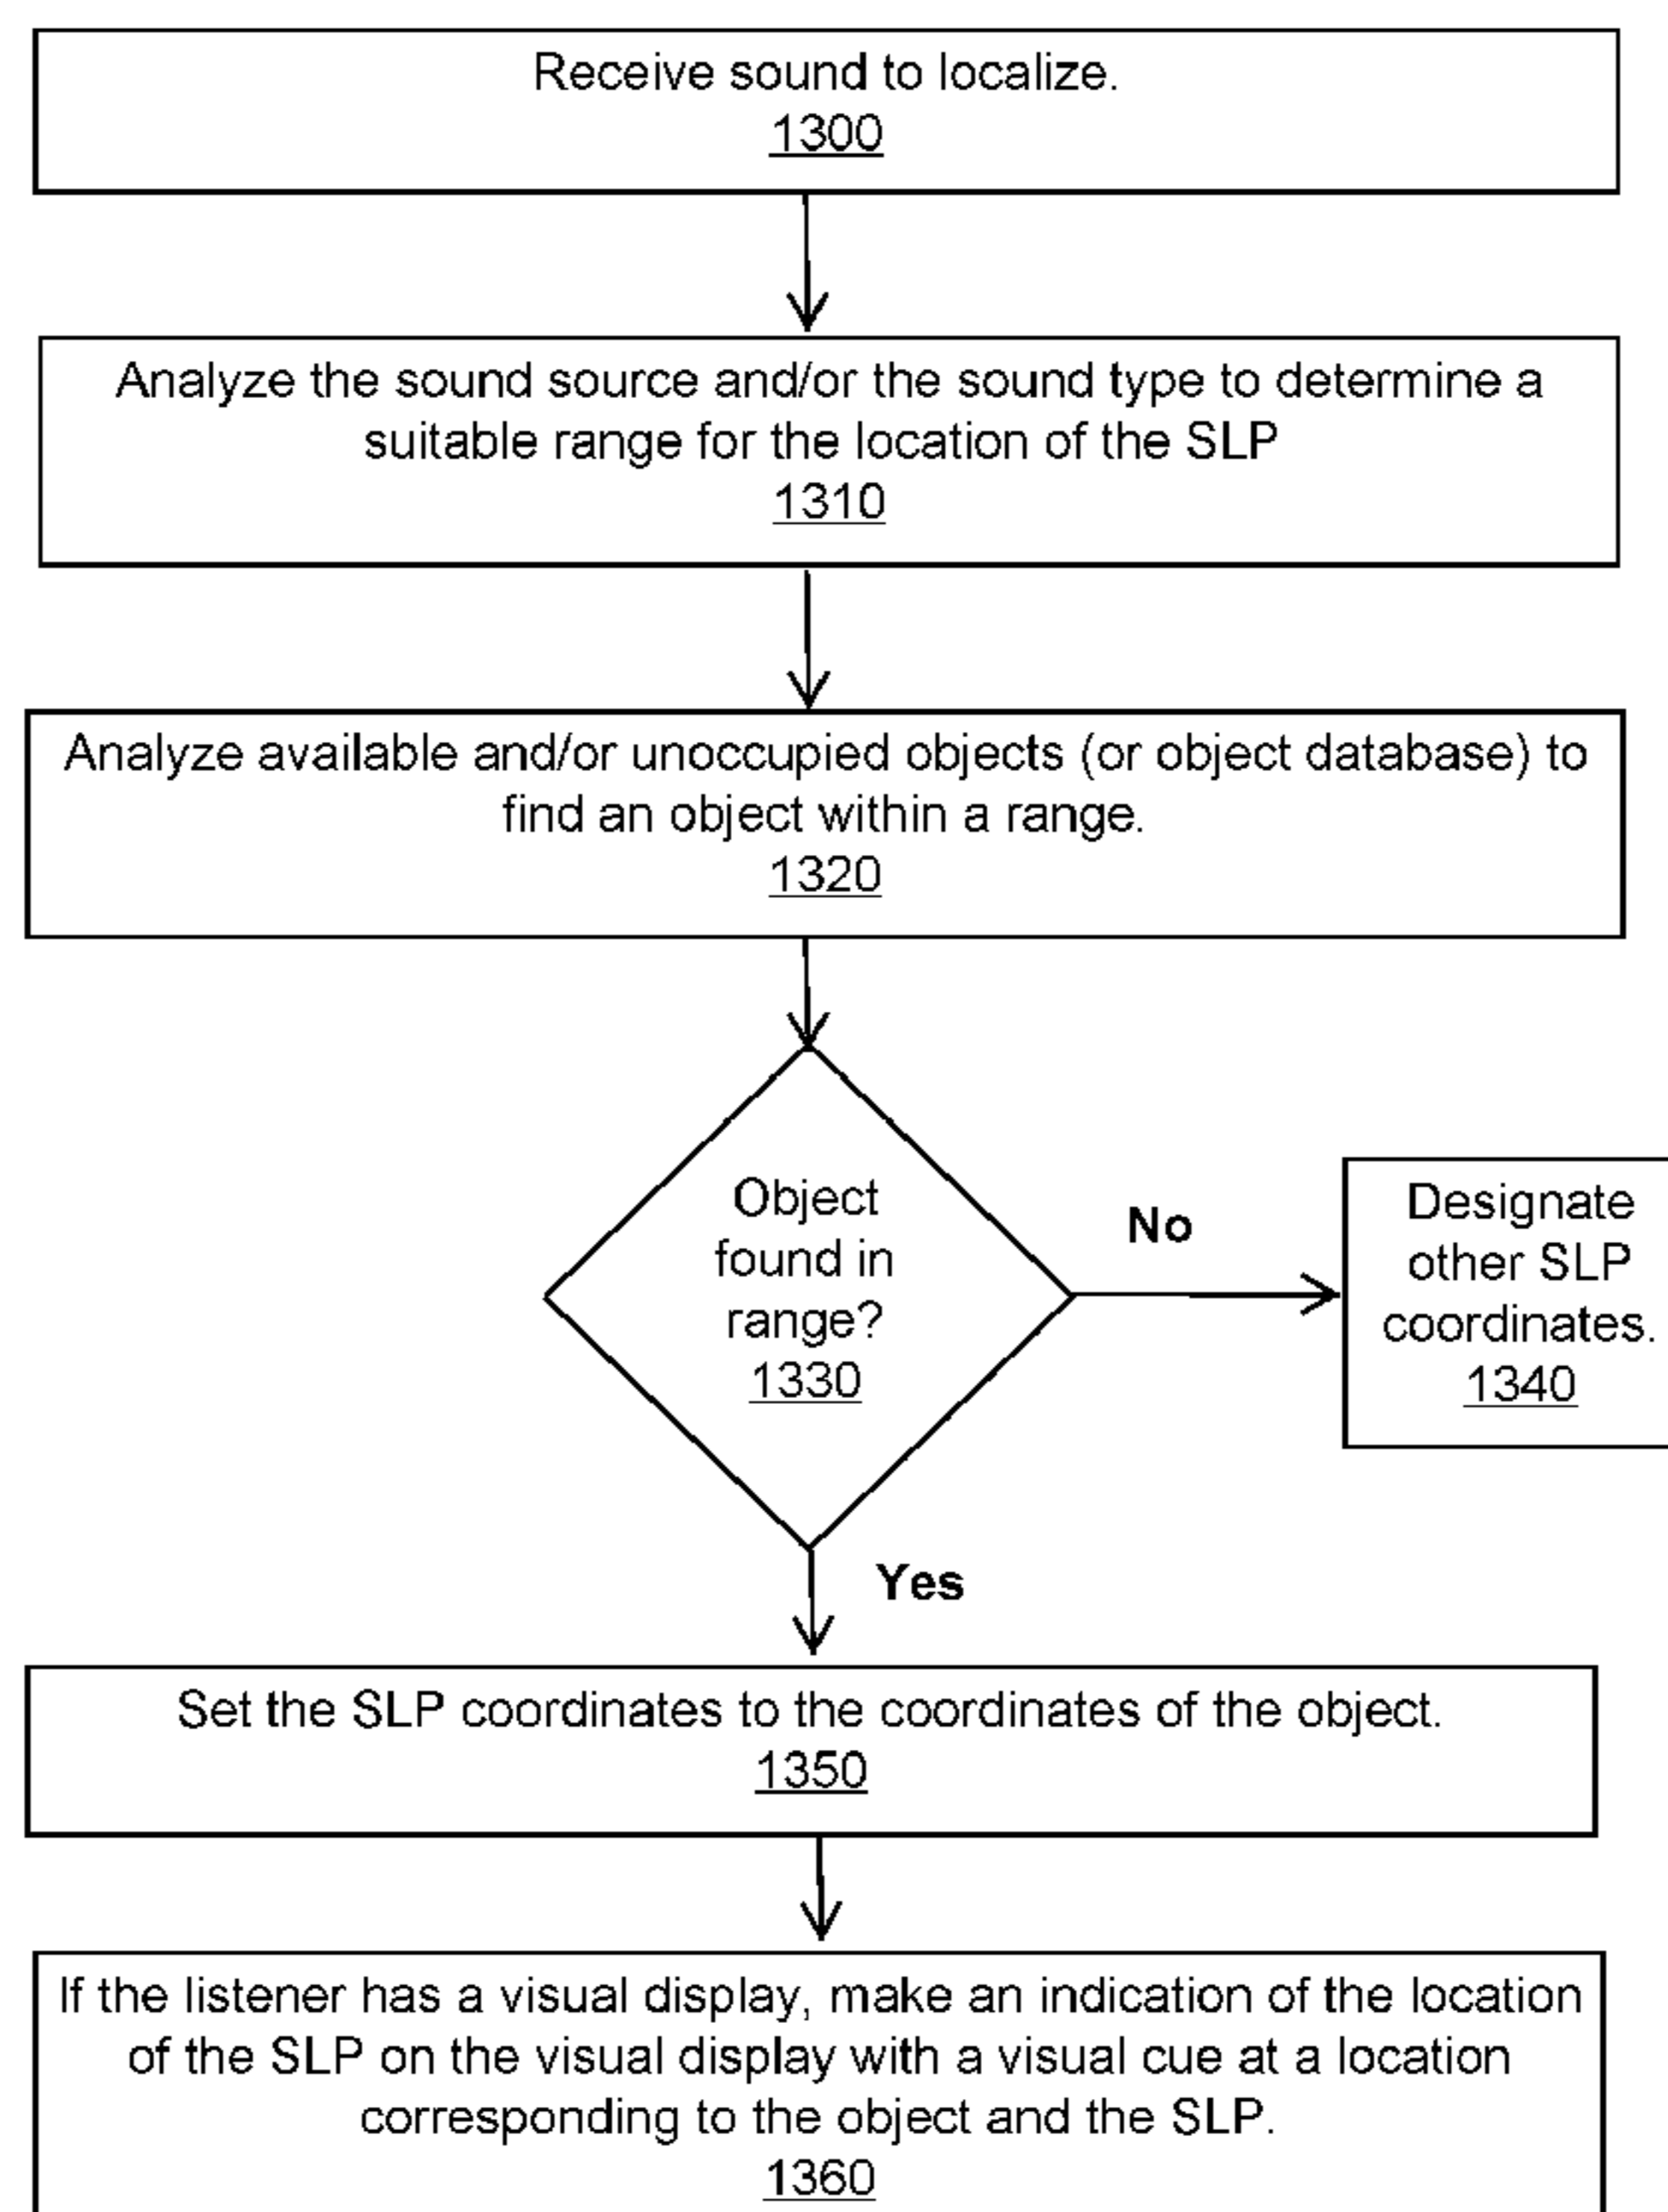 Receive sound to localize.
1300
Analyze the sound source and/or the sound type to determine a
suitable range for the location of the SLP
1310
Analyze available and/or unoccupied objects (or object database) to
find an object within a range.
1320
Object
found in
range?
1330
No
Designate
other SLP
coordinates.
1340
Yes
Set the SLP coordinates to the coordinates of the object.
1350
If the listener has a visual display, make an indication of the location
of the SLP on the visual display with a visual cue at a location
corresponding to the object and the SLP.
1360